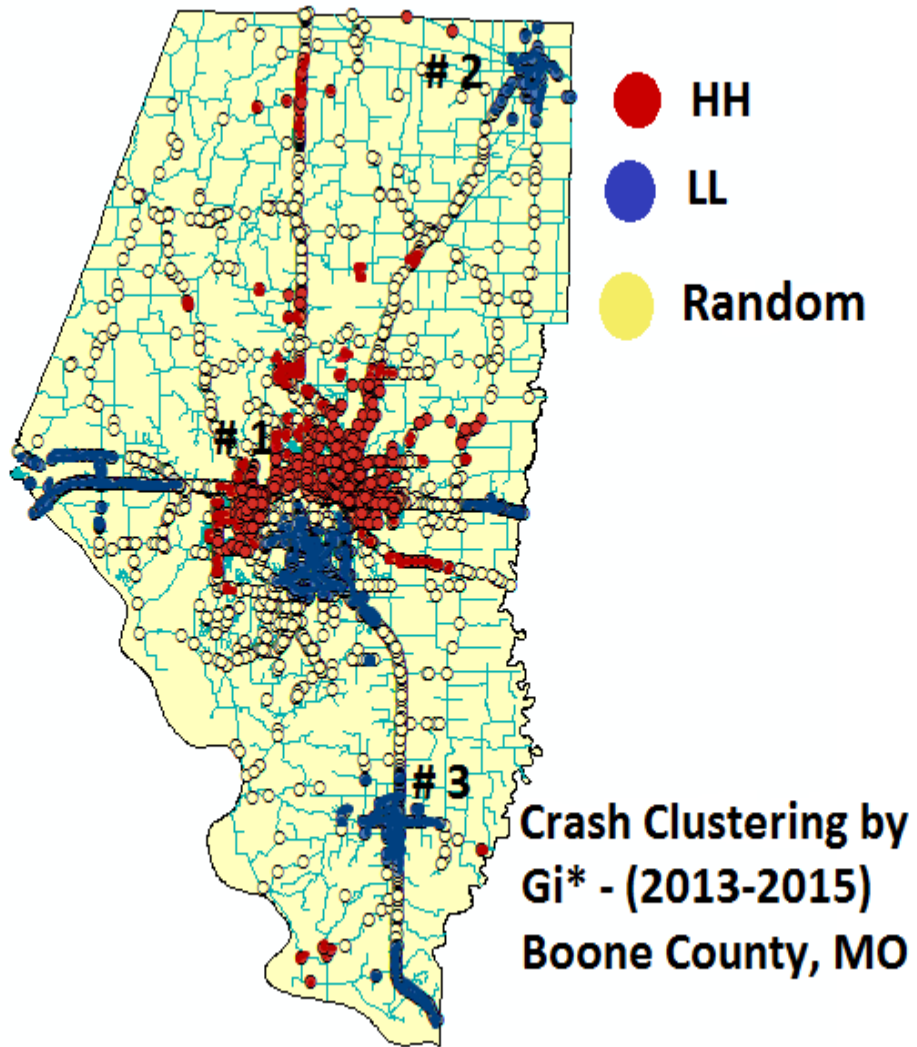 # 2
HH
LL
Random
# 1
# 3
Crash Clustering by
Gi* - (2013-2015)
Boone County, MO